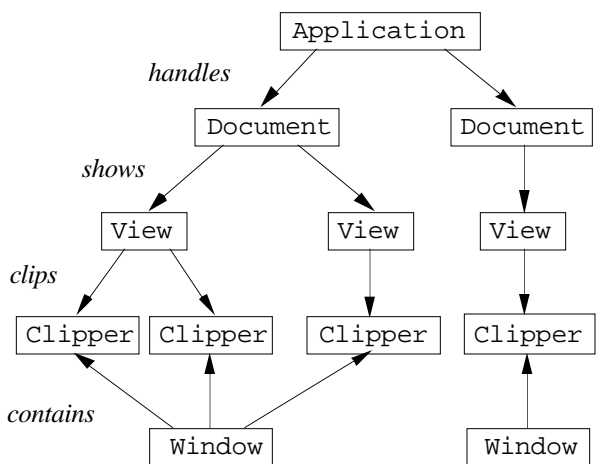 Application
handles
Document Document
shows
View View View
clips
Clipper Clipper Clipper Clipper
contains
Window Window